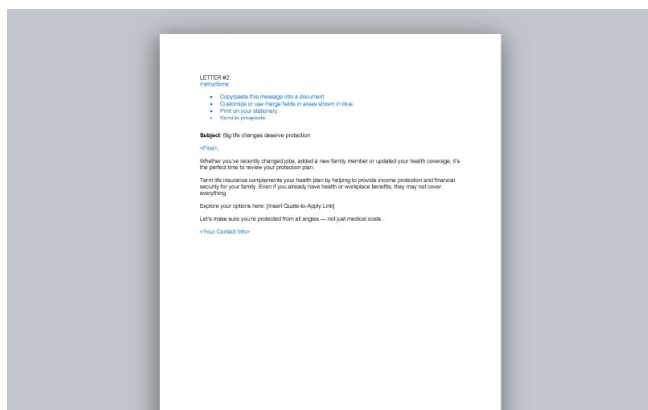 LETTER #2
Instructions:
• Copy/paste this message into a document.
• Customize or use merge fields in areas shown in blue.
• Print on your stationery.
• Send to prospects
Subject: Big life changes deserve protection
<First>,
Whether you've recently changed jobs, added a new family member or updated your health coverage, it's
the perfect time to review your protection plan.
Term life insurance complements your health plan by helping to provide income protection and financial
security for your family. Even if you already have health or workplace benefits, they may not cover
everything.
Explore your options here: [Insert Quote-to-Apply Link]
Let's make sure you're protected from all angles — not just medical costs.
<Your Contact Info>